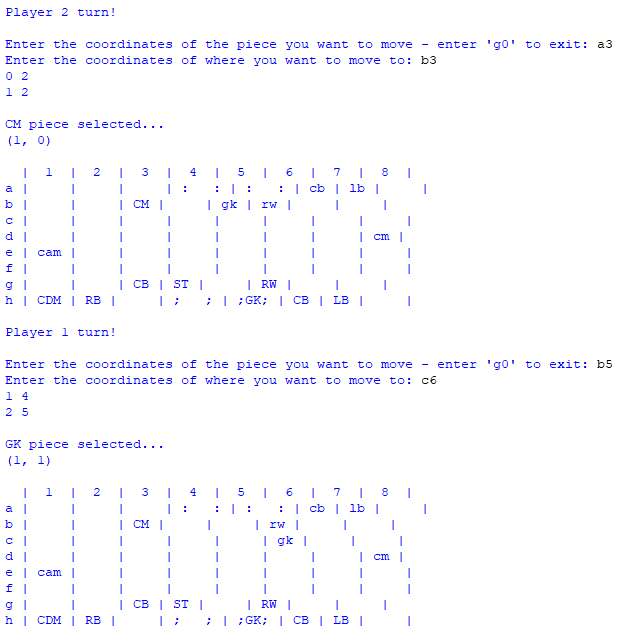 Player 2 turn!
Enter the coordinates of the piece you want to move - enter 'g0' to exit: a3
Enter the coordinates of where you want to move to: b3
0 2
1 2
CM piece selected...
(1, 0)
  |  1  |  2  |  3  |  4  |  5  |  6  |  7  |  8  |
a |     |     |     | :   : | :   : | cb | lb |     |
b |     |     | CM |     | gk | rw |     |     |
c |     |     |     |     |     |     |     |     |
d |     |     |     |     |     |     |     | cm |
e | cam |     |     |     |     |     |     |     |
f |     |     |     |     |     |     |     |     |
g |     |     | CB | ST |     | RW |     |     |
h | CDM | RB |     | ;   ; | ;GK; | CB | LB |     |
Player 1 turn!
Enter the coordinates of the piece you want to move - enter 'g0' to exit: b5
Enter the coordinates of where you want to move to: c6
1 4
2 5
GK piece selected...
(1, 1)
  |  1  |  2  |  3  |  4  |  5  |  6  |  7  |  8  |
a |     |     |     | :   : | :   : | cb | lb |     |
b |     |     | CM |     |     | rw |     |     |
c |     |     |     |     |     | gk |     |     |
d |     |     |     |     |     |     |     | cm |
e | cam |     |     |     |     |     |     |     |
f |     |     |     |     |     |     |     |     |
g |     |     | CB | ST |     | RW |     |     |
h | CDM | RB |     | ;   ; | ;GK; | CB | LB |     |